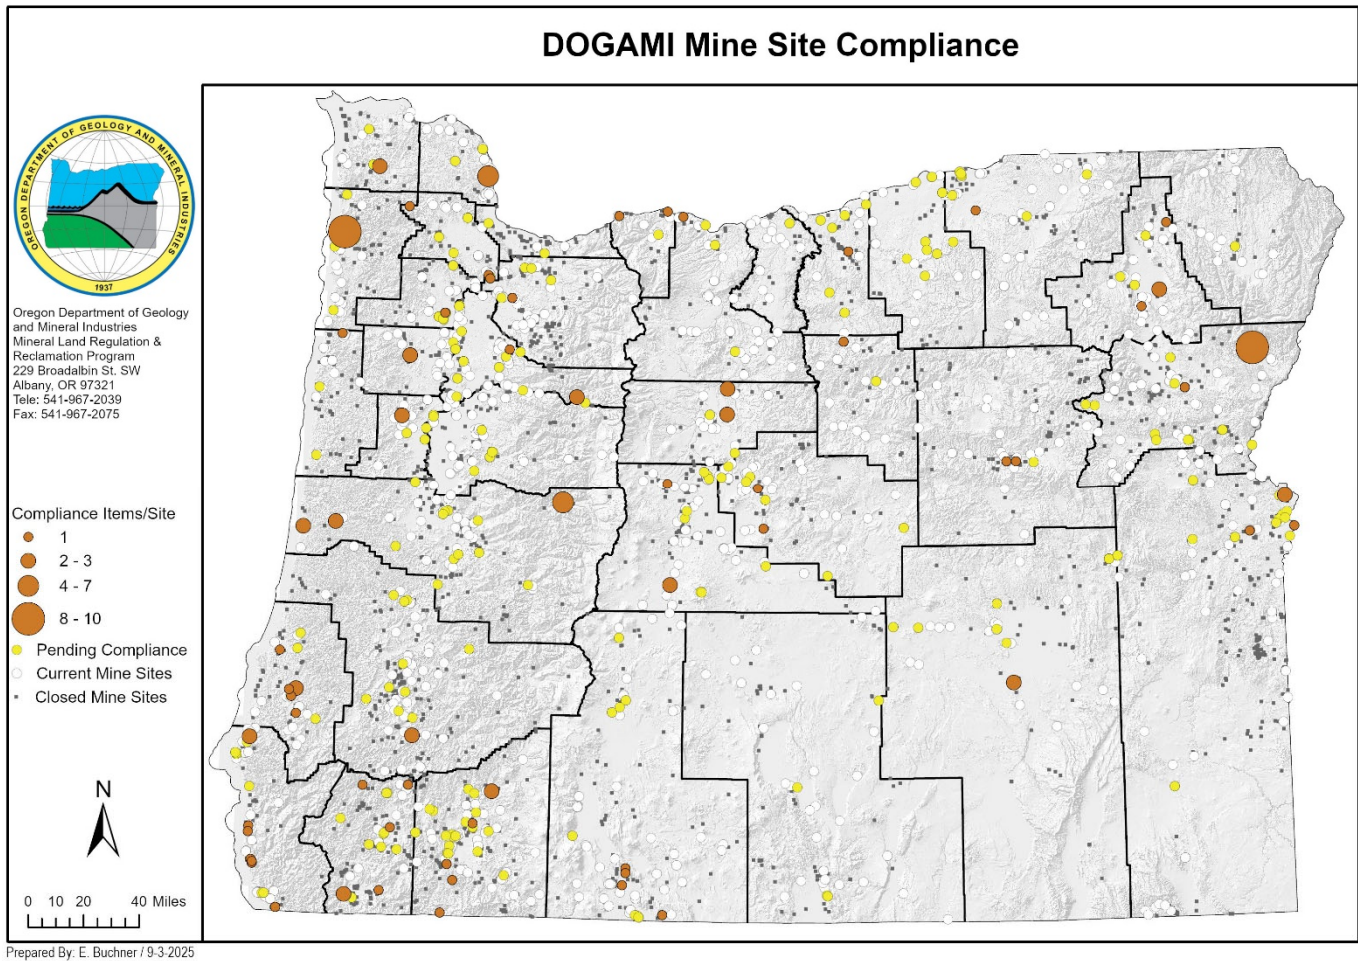 DOGAMI Mine Site Compliance
OREGON DEPARTMENT OF GEOLOGY AND MINERAL INDUSTRIES
1937
Oregon Department of Geology
and Mineral Industries
Mineral Land Regulation &
Reclamation Program
229 Broadalbin St. SW
Albany, OR 97321
Tele: 541-967-2039
Fax: 541-967-2075
Compliance Items/Site
1
2 - 3
4 - 7
8 - 10
Pending Compliance
Current Mine Sites
Closed Mine Sites
N
0 10 20 40 Miles
Prepared By: E. Buchner / 9-3-2025